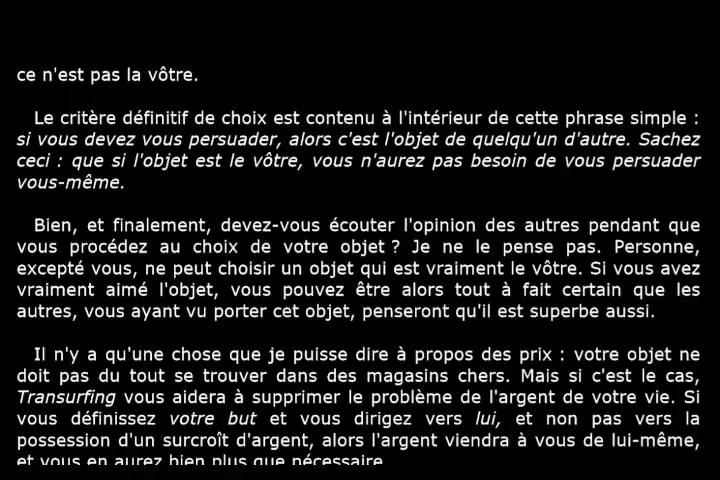 ce n'est pas la vôtre.
Le critère définitif de choix est contenu à l'intérieur de cette phrase simple :
si vous devez vous persuader, alors c'est l'objet de quelqu'un d'autre. Sachez
ceci : que si l'objet est le vôtre, vous n'aurez pas besoin de vous persuader
vous-même.
Bien, et finalement, devez-vous écouter l'opinion des autres pendant que
vous procédez au choix de votre objet ? Je ne le pense pas. Personne,
excepté vous, ne peut choisir un objet qui est vraiment le vôtre. Si vous avez
vraiment aimé l'objet, vous pouvez être alors tout à fait certain que les
autres, vous ayant vu porter cet objet, penseront qu'il est superbe aussi.
Il n'y a qu'une chose que je puisse dire à propos des prix : votre objet ne
doit pas du tout se trouver dans des magasins chers. Mais si c'est le cas,
Transurfing vous aidera à supprimer le problème de l'argent de votre vie. Si
vous définissez votre but et vous dirigez vers lui, et non pas vers la
possession d'un surcroît d'argent, alors l'argent viendra à vous de lui-même,
et vous en aurez bien plus que nécessaire.